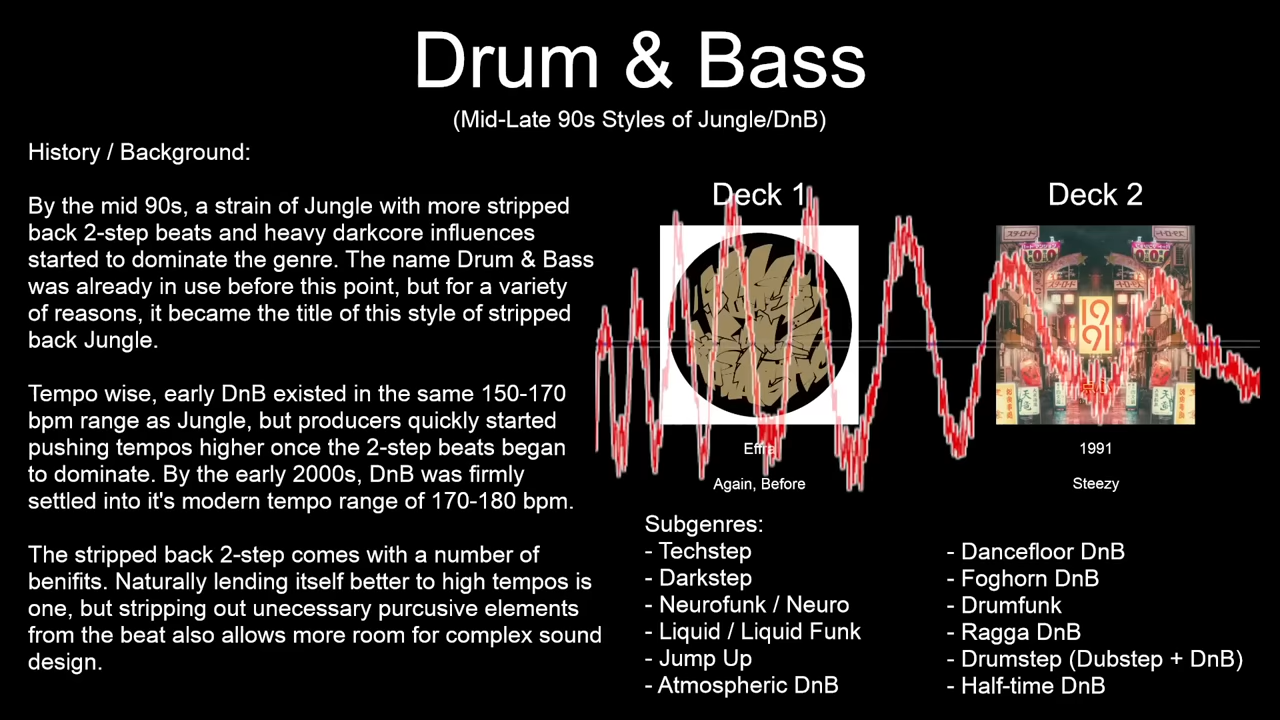 Drum & Bass
(Mid-Late 90s Styles of Jungle/DnB)
History / Background:
By the mid 90s, a strain of Jungle with more stripped
back 2-step beats and heavy darkcore influences
started to dominate the genre. The name Drum & Bass
was already in use before this point, but for a variety
of reasons, it became the title of this style of stripped
back Jungle.
Tempo wise, early DnB existed in the same 150-170
bpm range as Jungle, but producers quickly started
pushing tempos higher once the 2-step beats began
to dominate. By the early 2000s, DnB was firmly
settled into it's modern tempo range of 170-180 bpm.
The stripped back 2-step comes with a number of
benifits. Naturally lending itself better to high tempos is
one, but stripping out unecessary purcusive elements
from the beat also allows more room for complex sound
design.
Deck 1
Effra
Again, Before
Deck 2
1991
1991
Steezy
Subgenres:
- Techstep
- Darkstep
- Neurofunk / Neuro
- Liquid / Liquid Funk
- Jump Up
- Atmospheric DnB
- Dancefloor DnB
- Foghorn DnB
- Drumfunk
- Ragga DnB
- Drumstep (Dubstep + DnB)
- Half-time DnB